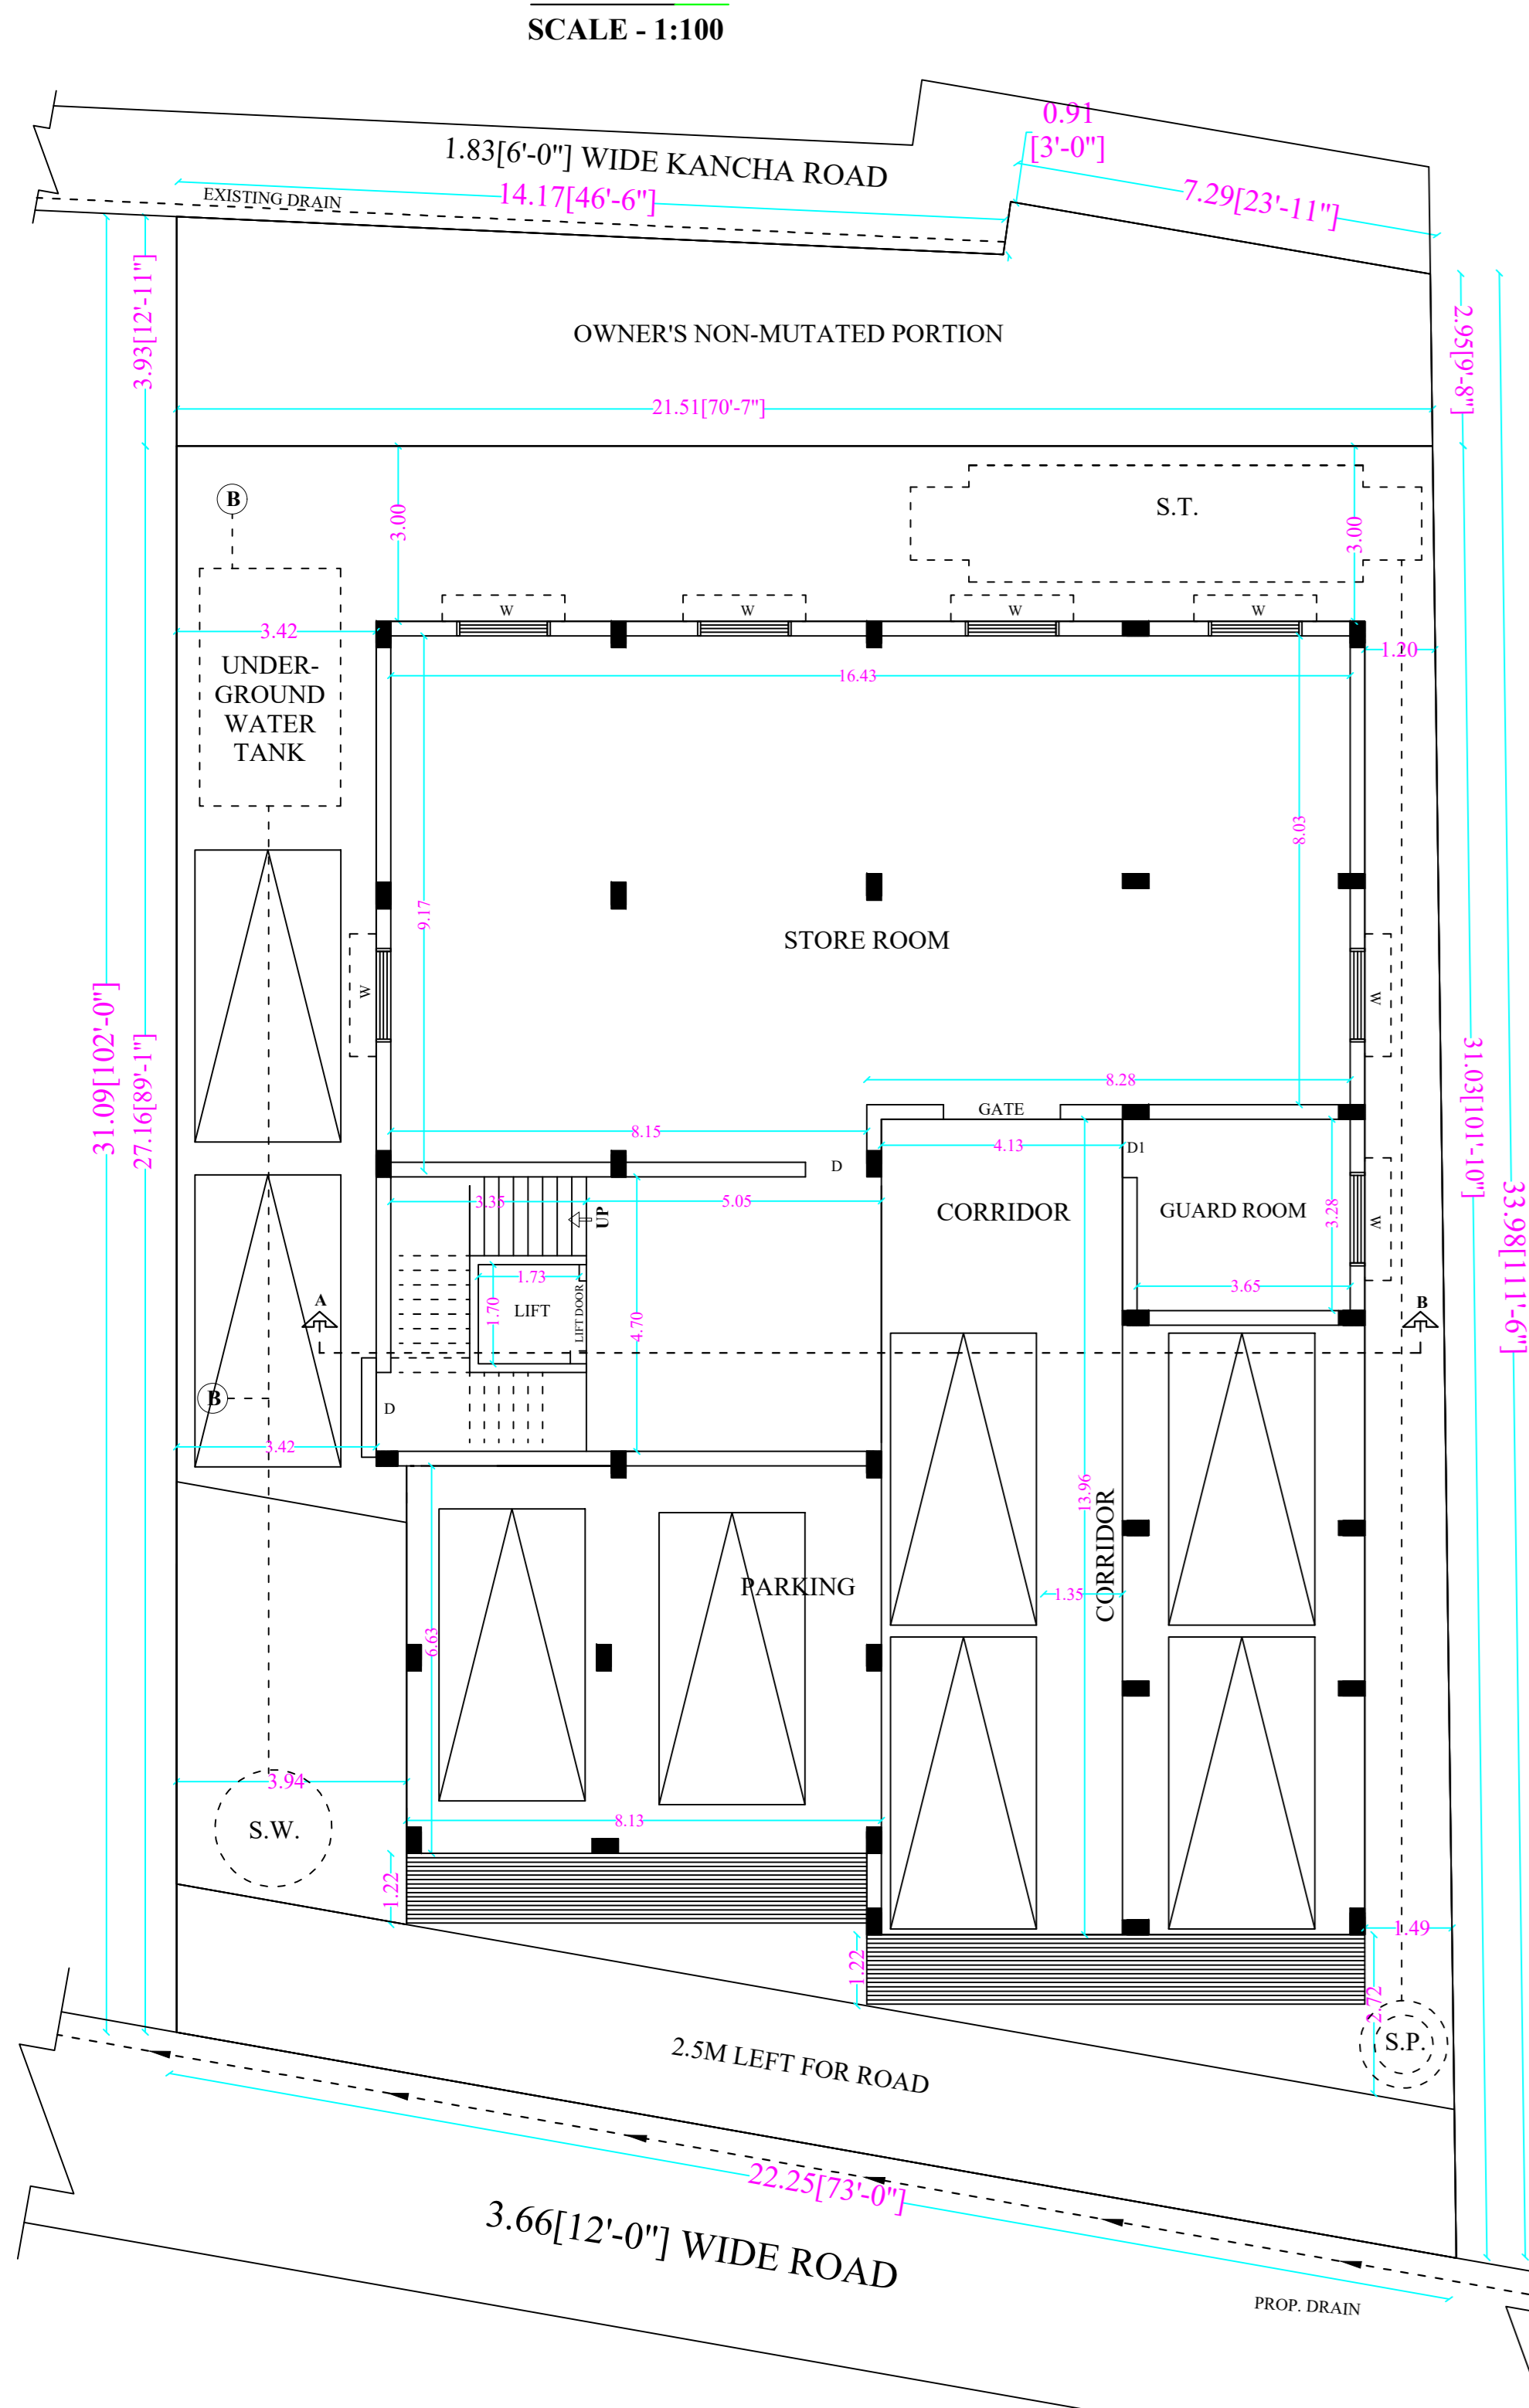 SCALE - 1:100
0.91
[3'-0"]
1.83[6'-0"] WIDE KANCHA ROAD
14.17[46'-6"]
7.29[23'-11"]
EXISTING DRAIN
3.93[12'-11"]
2.95[9'-8"]
OWNER'S NON-MUTATED PORTION
21.51[70'-7"]
B
3.00
S.T.
3.00
W
W
W
W
3.42
1.20
UNDER-
GROUND
WATER
TANK
16.43
8.03
9.17
STORE ROOM
W
W
31.09[102'-0"]
27.16[89'-1"]
31.03[101'-10"]
33.98[111'-6"]
8.28
GATE
8.15
4.13
D
D1
3.35
5.05
UP
CORRIDOR
GUARD ROOM
3.28
W
1.73
3.65
1.70
LIFT
LIFT DOOR
4.70
A
B
B
D
3.42
13.96
CORRIDOR
PARKING
1.35
6.63
3.94
8.13
S.W.
1.22
1.49
1.22
2.72
S.P.
2.5M LEFT FOR ROAD
22.25[73'-0"]
3.66[12'-0"] WIDE ROAD
PROP. DRAIN